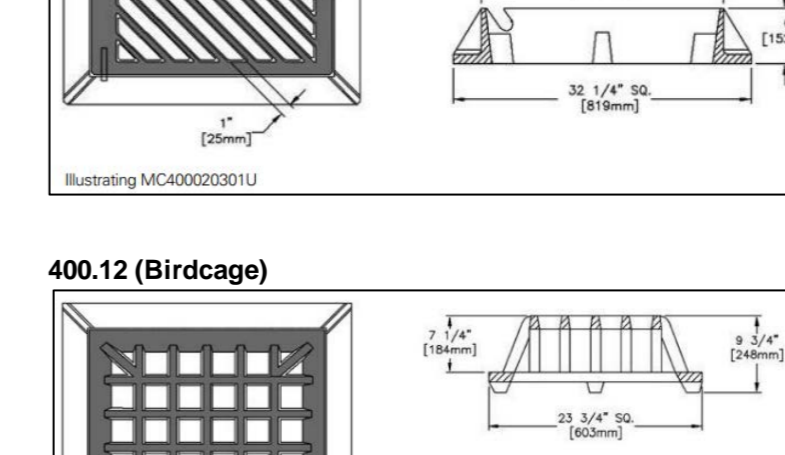 32 1/4" SQ.
[819mm]
1"
[25mm]
Illustrating MC400020301U
400.12 (Birdcage)
7 1/4"
[184mm]
9 3/4"
[248mm]
23 3/4" SQ.
[603mm]